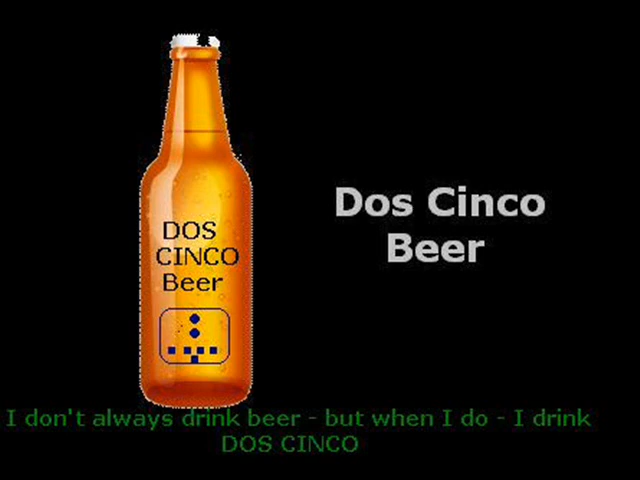 Dos Cinco
Beer
DOS
CINCO
Beer
I don't always drink beer - but when I do - I drink
DOS CINCO